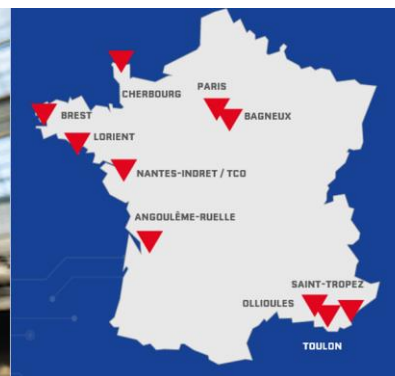 CHERBOURG
PARIS
BREST
BAGNEUX
LORIENT
NANTES-INDRET / TCO
ANGOULÊME-RUELLE
SAINT-TROPEZ
OLLIOULES
TOULON